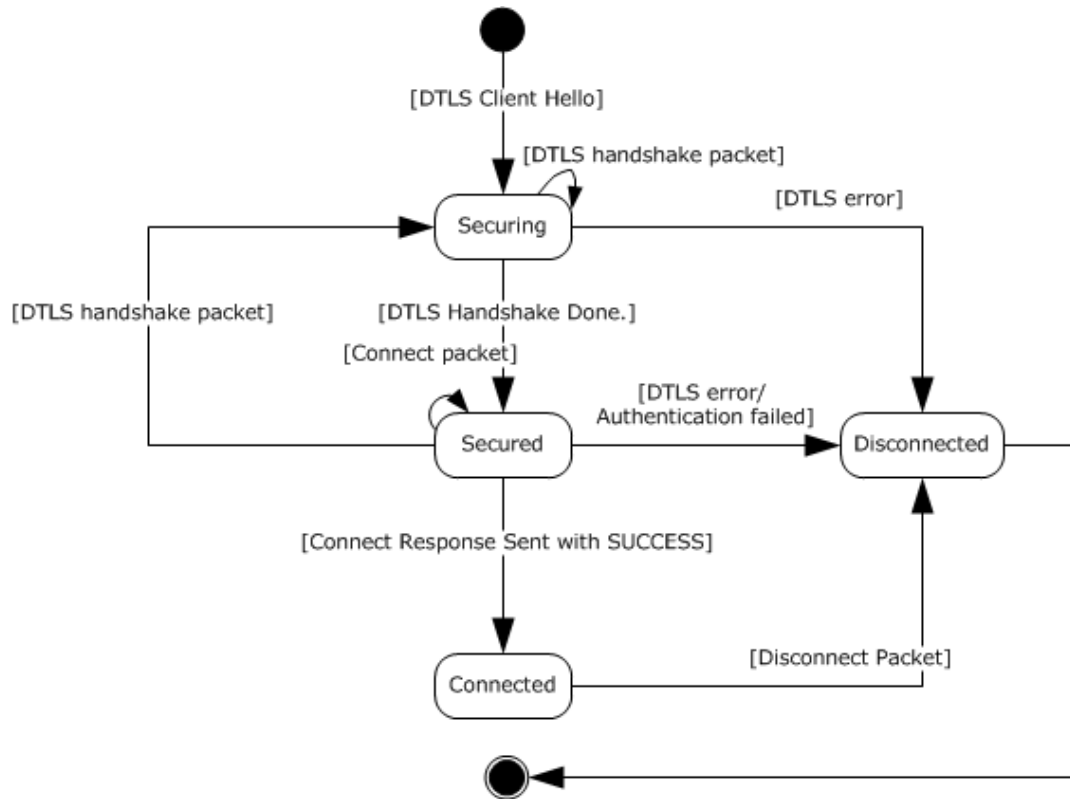 [DTLS Client Hello]
[DTLS handshake packet]
[DTLS error]
Securing
[DTLS handshake packet]
[DTLS Handshake Done.]
[Connect packet]
[DTLS error/
Authentication failed]
Secured
Disconnected
[Connect Response Sent with SUCCESS]
[Disconnect Packet]
Connected